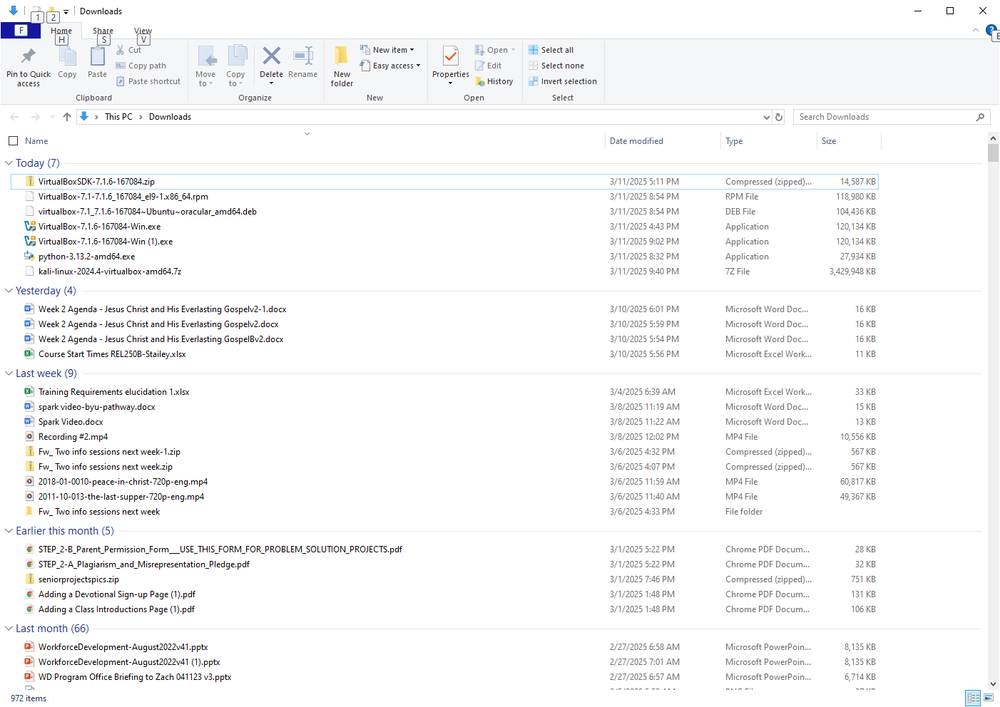 1 2 Downloads
F Home Share View
H S V
Pin to Quick access
Copy
Paste
Cut
Copy path
Paste shortcut
Clipboard
Move to
Copy to
Delete
Rename
Organize
New folder
New item
Easy access
New
Properties
Open
Edit
History
Open
Select all
Select none
Invert selection
Select
This PC > Downloads
Search Downloads
Name Date modified Type Size
Today (7)
VirtualBoxSDK-7.1.6-167084.zip 3/11/2025 5:11 PM Compressed (zipped)... 14,587 KB
VirtualBox-7.1-7.1.6_167084_el9-1.x86_64.rpm 3/11/2025 8:54 PM RPM File 118,980 KB
virtualbox-7.1_7.1.6-167084~Ubuntu~oracular_amd64.deb 3/11/2025 8:54 PM DEB File 104,436 KB
VirtualBox-7.1.6-167084-Win.exe 3/11/2025 4:43 PM Application 120,134 KB
VirtualBox-7.1.6-167084-Win (1).exe 3/11/2025 9:02 PM Application 120,134 KB
python-3.13.2-amd64.exe 3/11/2025 8:32 PM Application 27,934 KB
kali-linux-2024.4-virtualbox-amd64.7z 3/11/2025 9:40 PM 7Z File 3,429,948 KB
Yesterday (4)
Week 2 Agenda - Jesus Christ and His Everlasting Gospelv2-1.docx 3/10/2025 6:01 PM Microsoft Word Doc... 16 KB
Week 2 Agenda - Jesus Christ and His Everlasting Gospelv2.docx 3/10/2025 5:59 PM Microsoft Word Doc... 16 KB
Week 2 Agenda - Jesus Christ and His Everlasting GospelBv2.docx 3/10/2025 5:54 PM Microsoft Word Doc... 16 KB
Course Start Times REL250B-Stailey.xlsx 3/10/2025 5:56 PM Microsoft Excel Work... 11 KB
Last week (9)
Training Requirements elucidation 1.xlsx 3/4/2025 6:39 AM Microsoft Excel Work... 33 KB
spark video-byu-pathway.docx 3/8/2025 11:19 AM Microsoft Word Doc... 15 KB
Spark Video.docx 3/8/2025 11:22 AM Microsoft Word Doc... 13 KB
Recording #2.mp4 3/8/2025 12:02 PM MP4 File 10,556 KB
Fw_ Two info sessions next week-1.zip 3/6/2025 4:32 PM Compressed (zipped)... 567 KB
Fw_ Two info sessions next week.zip 3/6/2025 4:07 PM Compressed (zipped)... 567 KB
2018-01-0010-peace-in-christ-720p-eng.mp4 3/6/2025 11:59 AM MP4 File 60,817 KB
2011-10-013-the-last-supper-720p-eng.mp4 3/6/2025 11:40 AM MP4 File 49,367 KB
Fw_ Two info sessions next week 3/6/2025 4:33 PM File folder
Earlier this month (5)
STEP_2-B_Parent_Permission_Form___USE_THIS_FORM_FOR_PROBLEM_SOLUTION_PROJECTS.pdf 3/1/2025 5:22 PM Chrome PDF Docum... 28 KB
STEP_2-A_Plagiarism_and_Misrepresentation_Pledge.pdf 3/1/2025 5:22 PM Chrome PDF Docum... 32 KB
seniorprojectspics.zip 3/1/2025 7:46 PM Compressed (zipped)... 751 KB
Adding a Devotional Sign-up Page (1).pdf 3/1/2025 1:48 PM Chrome PDF Docum... 131 KB
Adding a Class Introductions Page (1).pdf 3/1/2025 1:48 PM Chrome PDF Docum... 106 KB
Last month (66)
WorkforceDevelopment-August2022v41.pptx 2/27/2025 6:58 AM Microsoft PowerPoin... 8,135 KB
WorkforceDevelopment-August2022v41 (1).pptx 2/27/2025 7:01 AM Microsoft PowerPoin... 8,135 KB
WD Program Office Briefing to Zach 041123 v3.pptx 2/27/2025 6:57 AM Microsoft PowerPoin... 6,714 KB
972 items